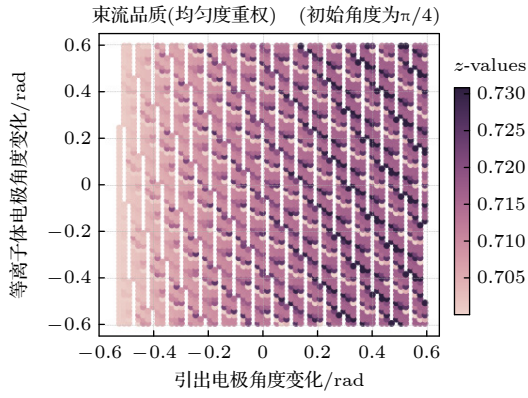 束流品质(均匀度重权) (初始角度为π/4)
z-values
0.730
0.725
0.720
0.715
0.710
0.705
等离子体电极角度变化/rad
0.6
0.4
0.2
0
−0.2
−0.4
−0.6
−0.6 −0.4 −0.2 0 0.2 0.4 0.6
引出电极角度变化/rad